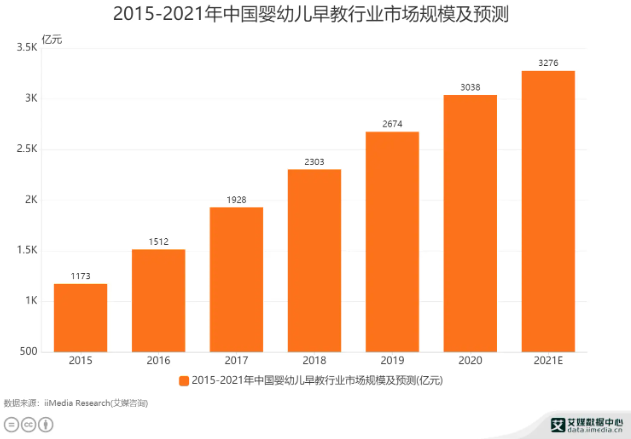 2015-2021年中国婴幼儿早教行业市场规模及预测
亿元
3.5K
3K
2.5K
2K
1.5K
1K
500
1173
1512
1928
2303
2674
3038
3276
2015 2016 2017 2018 2019 2020 2021E
2015-2021年中国婴幼儿早教行业市场规模及预测(亿元)
数据来源：iiMedia Research(艾媒咨询)
艾媒数据中心
data.iimedia.cn